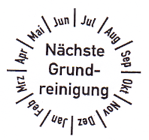 Jan
Feb
Mrz
Apr
Mai
Jun
Jul
Aug
Sep
Okt
Nov
Dez
Nächste
Grund-
reinigung